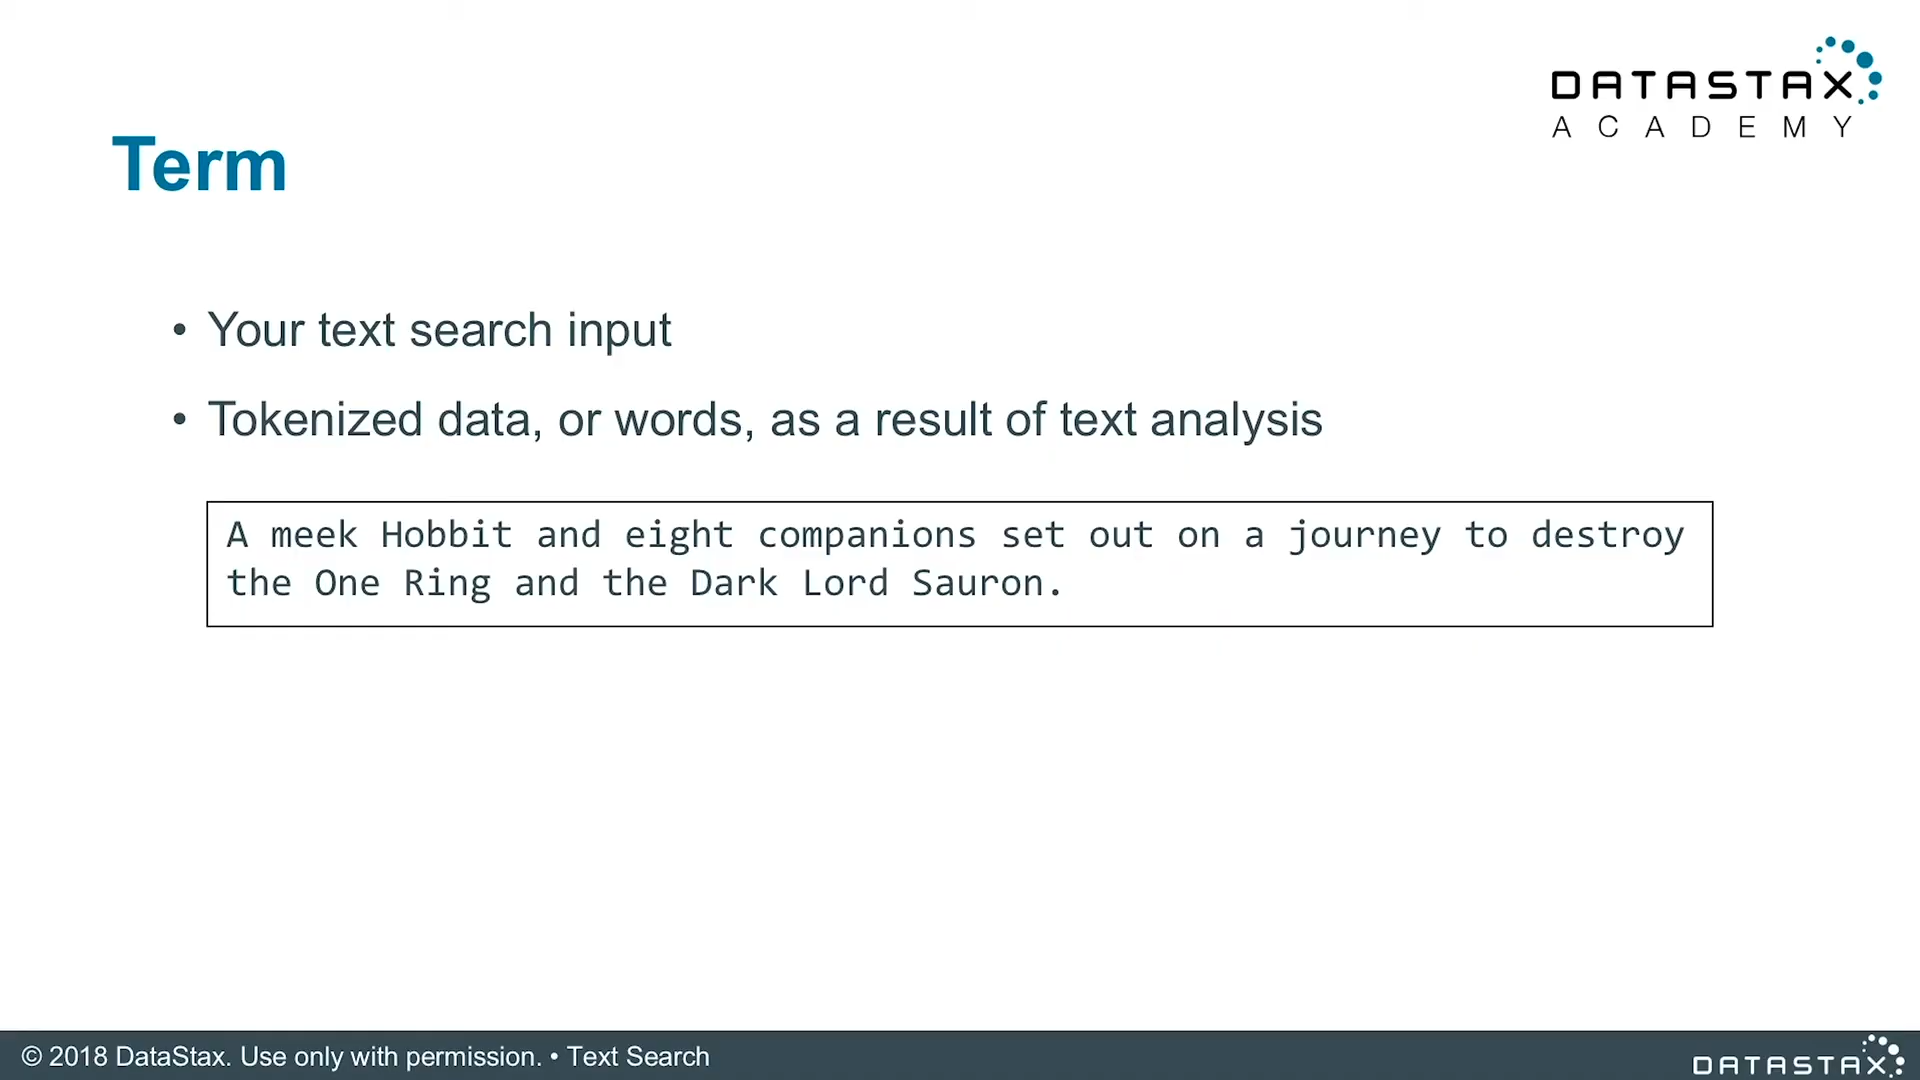 DATASTAX
ACADEMY
Term
• Your text search input
• Tokenized data, or words, as a result of text analysis
A meek Hobbit and eight companions set out on a journey to destroy
the One Ring and the Dark Lord Sauron.
© 2018 DataStax. Use only with permission. • Text Search
DATASTAX